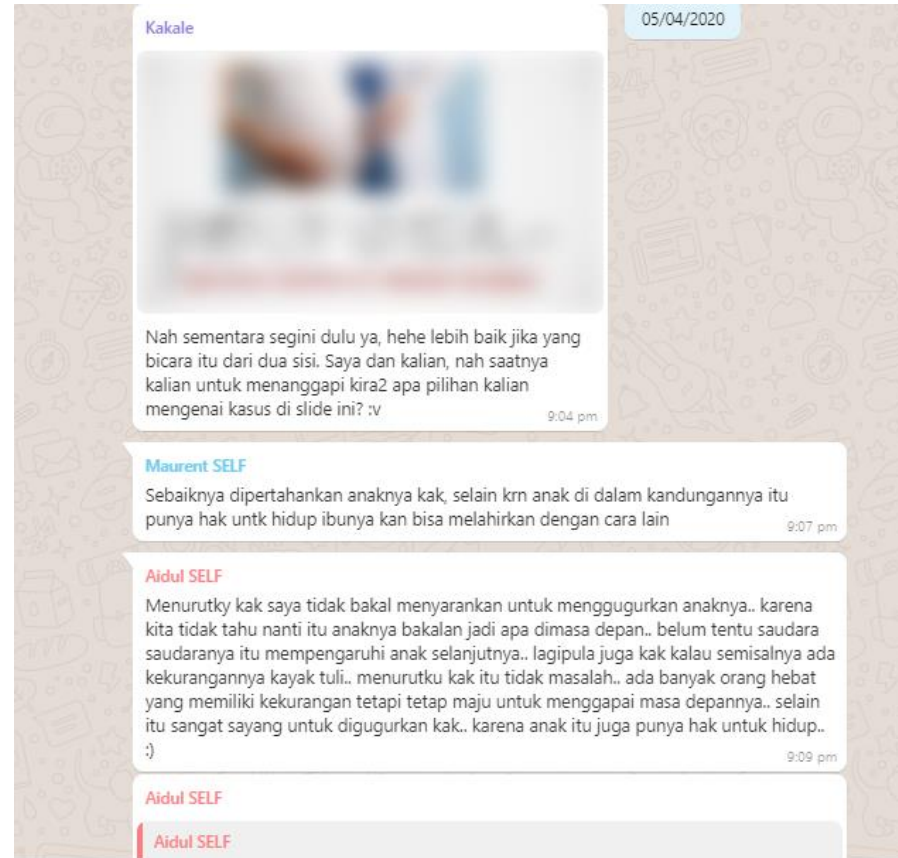 05/04/2020
Kakale
Nah sementara segini dulu ya, hehe lebih baik jika yang
bicara itu dari dua sisi. Saya dan kalian, nah saatnya
kalian untuk menanggapi kira2 apa pilihan kalian
mengenai kasus di slide ini? :v
9:04 pm
Maurent SELF
Sebaiknya dipertahankan anaknya kak, selain krn anak di dalam kandungannya itu
punya hak untk hidup ibunya kan bisa melahirkan dengan cara lain
9:07 pm
Aidul SELF
Menurutky kak saya tidak bakal menyarankan untuk menggugurkan anaknya.. karena
kita tidak tahu nanti itu anaknya bakalan jadi apa dimasa depan.. belum tentu saudara
saudaranya itu mempengaruhi anak selanjutnya.. lagipula juga kak kalau semisalnya ada
kekurangannya kayak tuli.. menurutku kak itu tidak masalah.. ada banyak orang hebat
yang memiliki kekurangan tetapi tetap maju untuk menggapai masa depannya.. selain
itu sangat sayang untuk digugurkan kak.. karena anak itu juga punya hak untuk hidup..
:)
9:09 pm
Aidul SELF
Aidul SELF